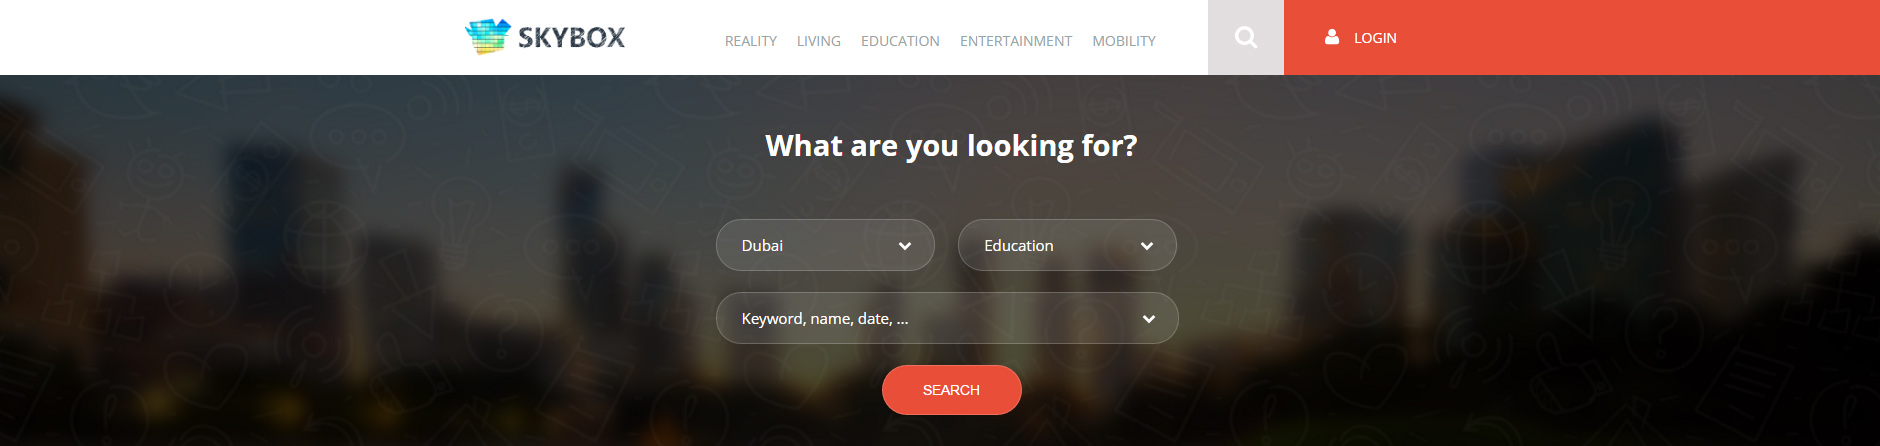 SKYBOX
REALITY LIVING EDUCATION ENTERTAINMENT MOBILITY
LOGIN
What are you looking for?
Dubai
Education
Keyword, name, date, ...
SEARCH